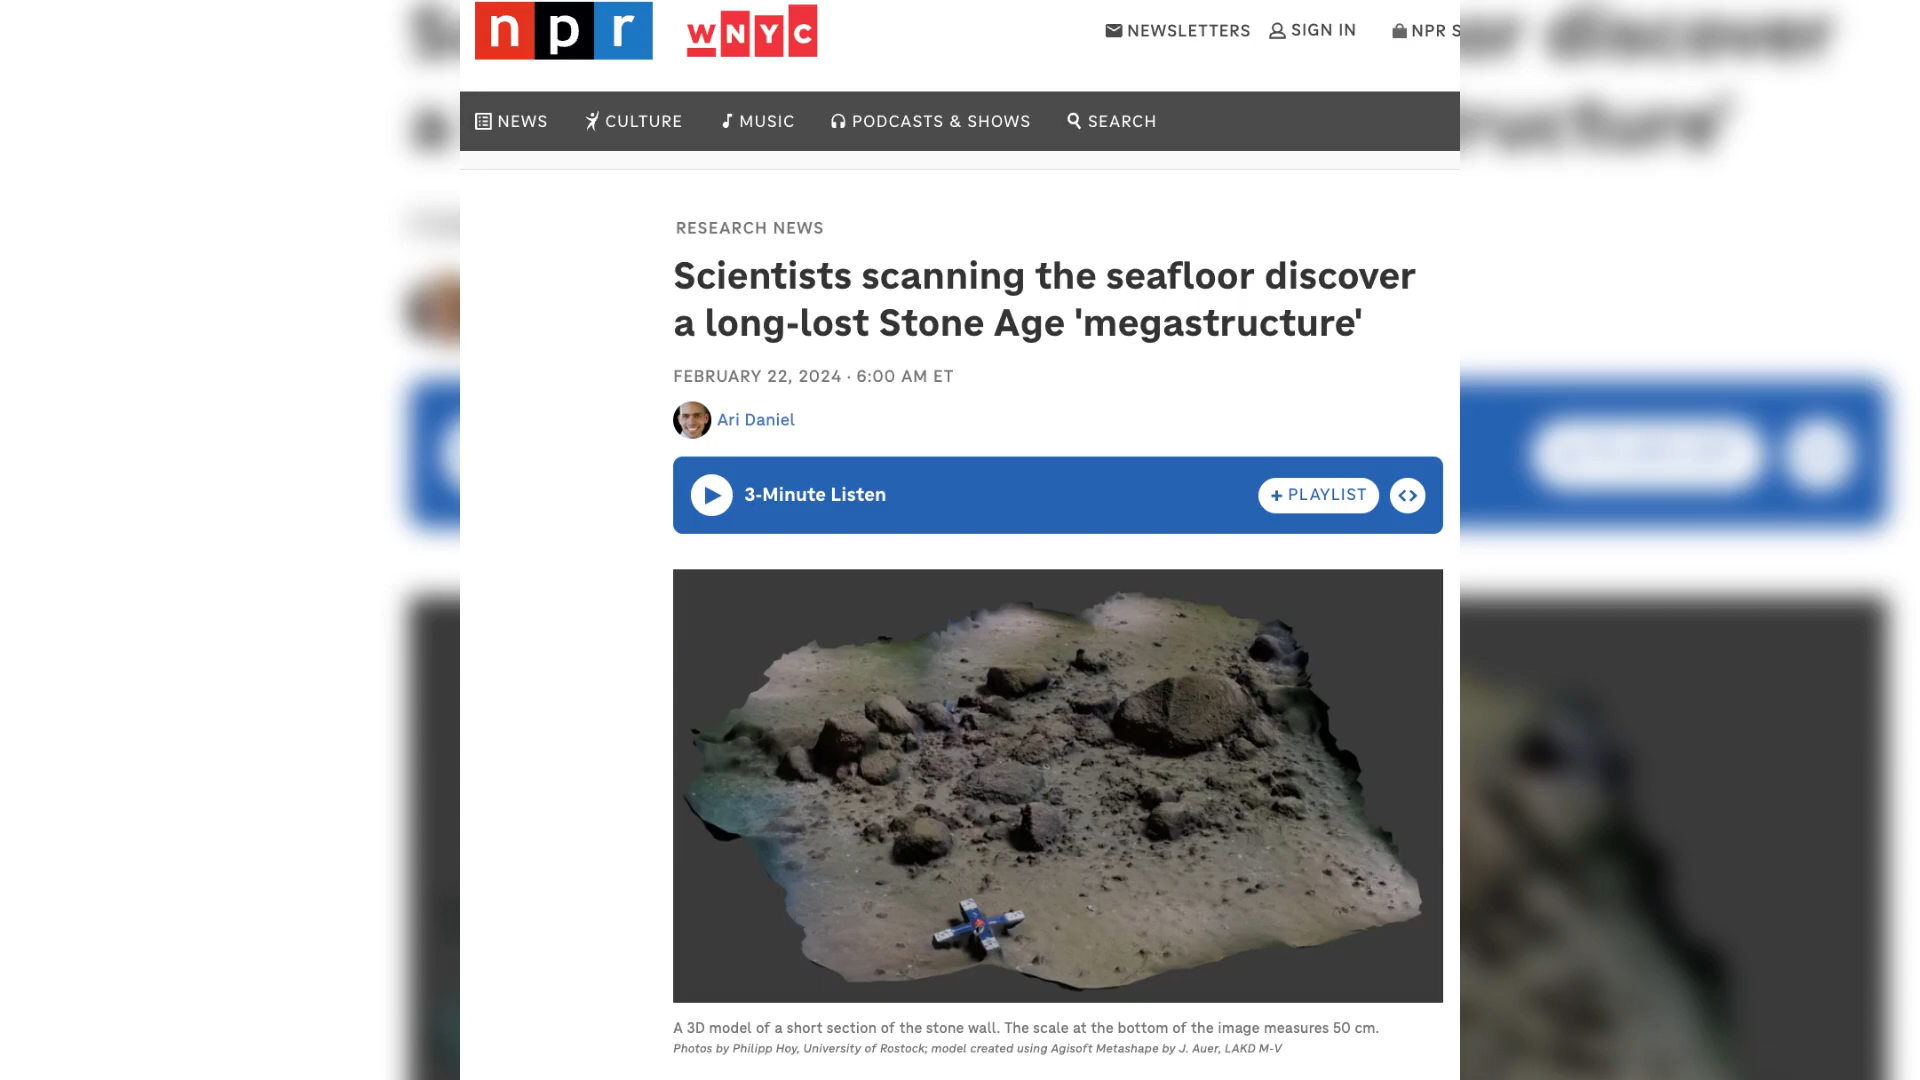 npr WNYC NEWSLETTERS SIGN IN NPR S
NEWS CULTURE MUSIC PODCASTS & SHOWS SEARCH
RESEARCH NEWS
Scientists scanning the seafloor discover
a long-lost Stone Age 'megastructure'
FEBRUARY 22, 2024 · 6:00 AM ET
Ari Daniel
3-Minute Listen + PLAYLIST <>
A 3D model of a short section of the stone wall. The scale at the bottom of the image measures 50 cm.
Photos by Philipp Hoy, University of Rostock; model created using Agisoft Metashape by J. Auer, LAKD M-V